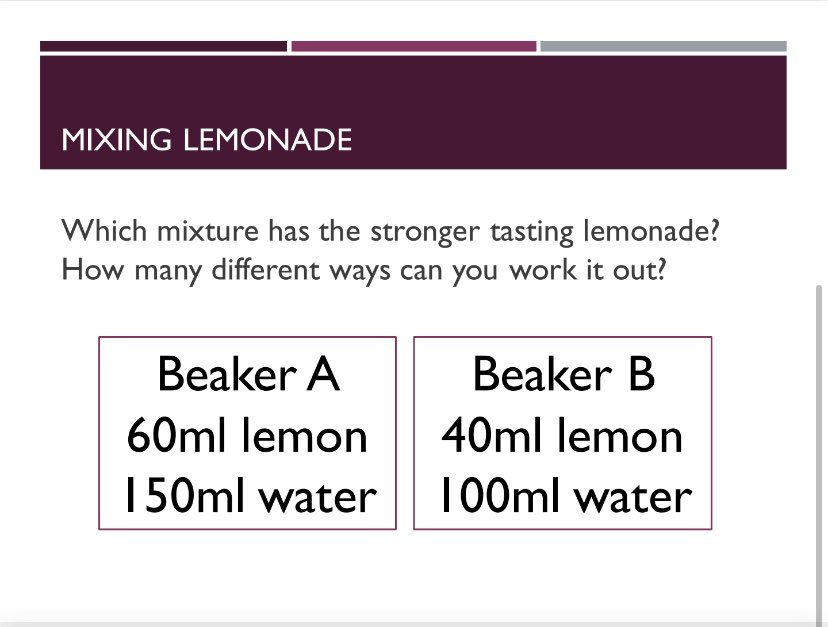 MIXING LEMONADE
Which mixture has the stronger tasting lemonade?
How many different ways can you work it out?
Beaker A
60ml lemon
150ml water
Beaker B
40ml lemon
100ml water